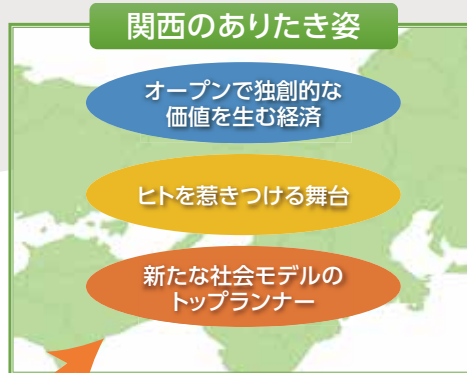 関西のありたき姿
オープンで独創的な
価値を生む経済
ヒトを惹きつける舞台
新たな社会モデルの
トップランナー